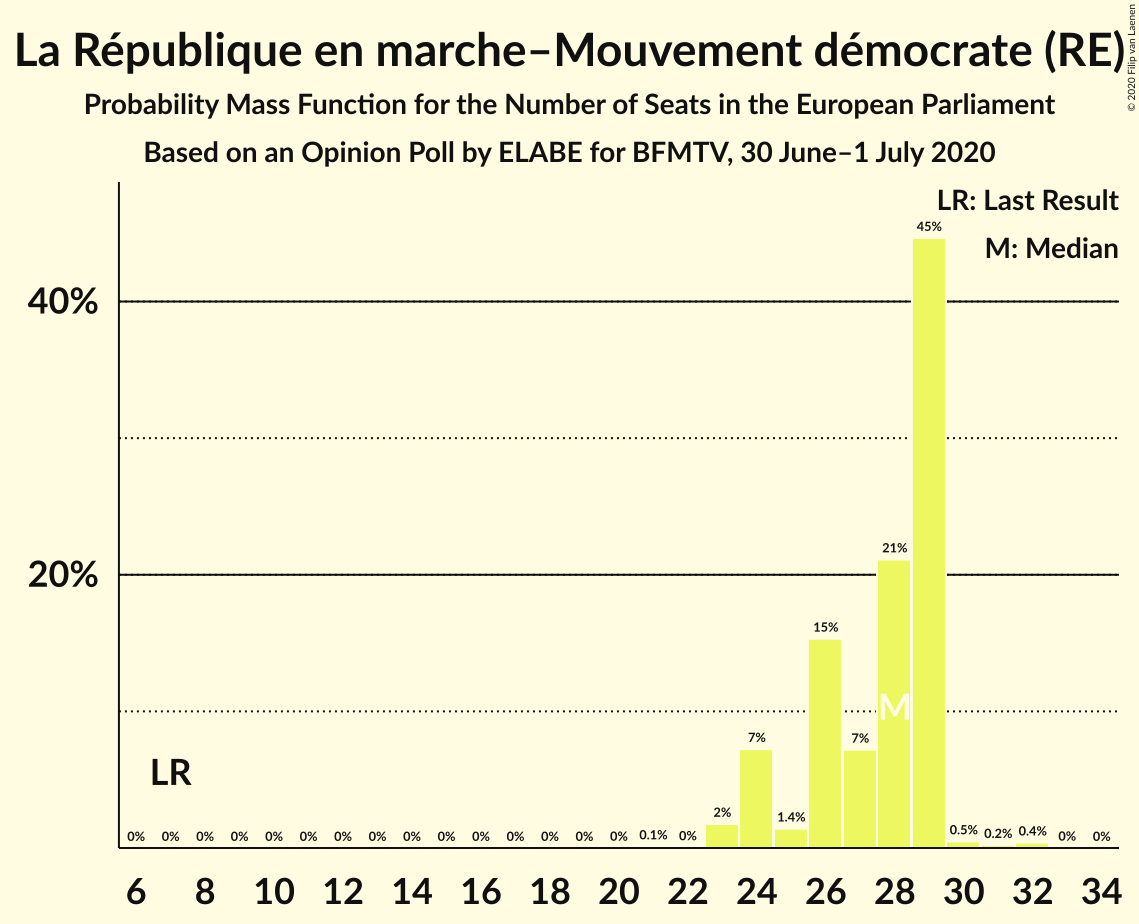 La République en marche–Mouvement démocrate (RE)
© 2020 Filip van Laenen
Probability Mass Function for the Number of Seats in the European Parliament
Based on an Opinion Poll by ELABE for BFMTV, 30 June–1 July 2020
LR: Last Result
M: Median
45%
40%
21%
20%
15%
M
7% 7%
LR
2% 1.4%
0% 0% 0% 0% 0% 0% 0% 0% 0% 0% 0% 0% 0% 0% 0% 0.1% 0% 0.5% 0.2% 0.4% 0% 0%
6 8 10 12 14 16 18 20 22 24 26 28 30 32 34